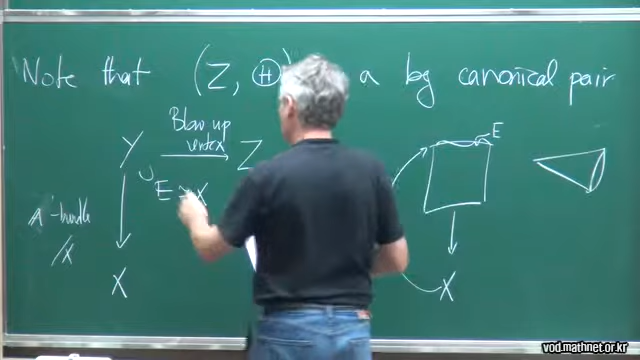 Note that (Z, Ⓗ) a log canonical pair
Blow up
vertex
Y → Z
E
∪
E ≅ X
A¹-bundle
/X
X
X
vod.mathnet.or.kr